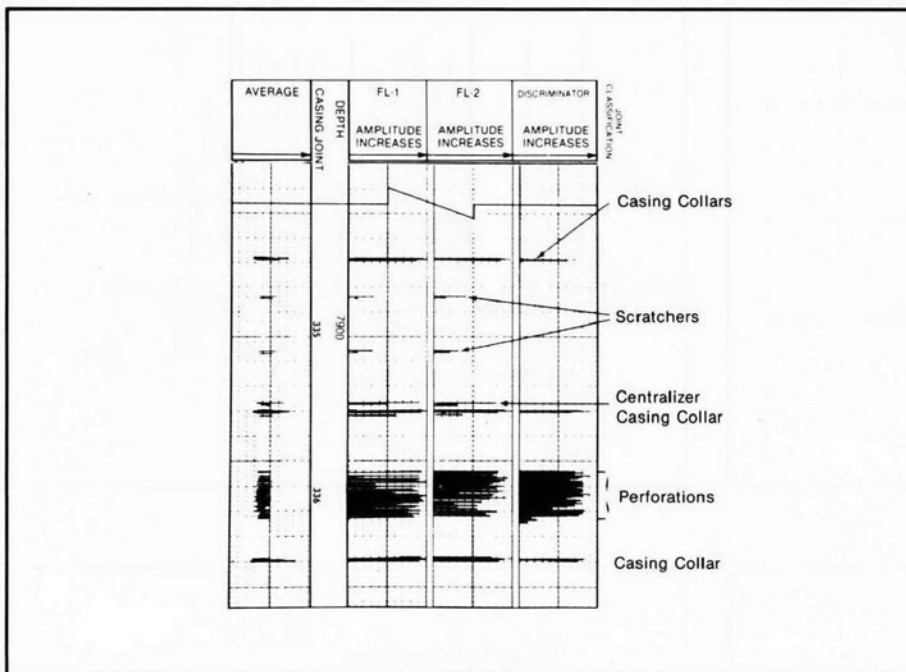 AVERAGE
CASING JOINT
DEPTH
FL-1
AMPLITUDE
INCREASES
FL-2
AMPLITUDE
INCREASES
DISCRIMINATOR
AMPLITUDE
INCREASES
JOINT
CLASSIFICATION
Casing Collars
Scratchers
7900
335
Centralizer
Casing Collar
336
Perforations
Casing Collar